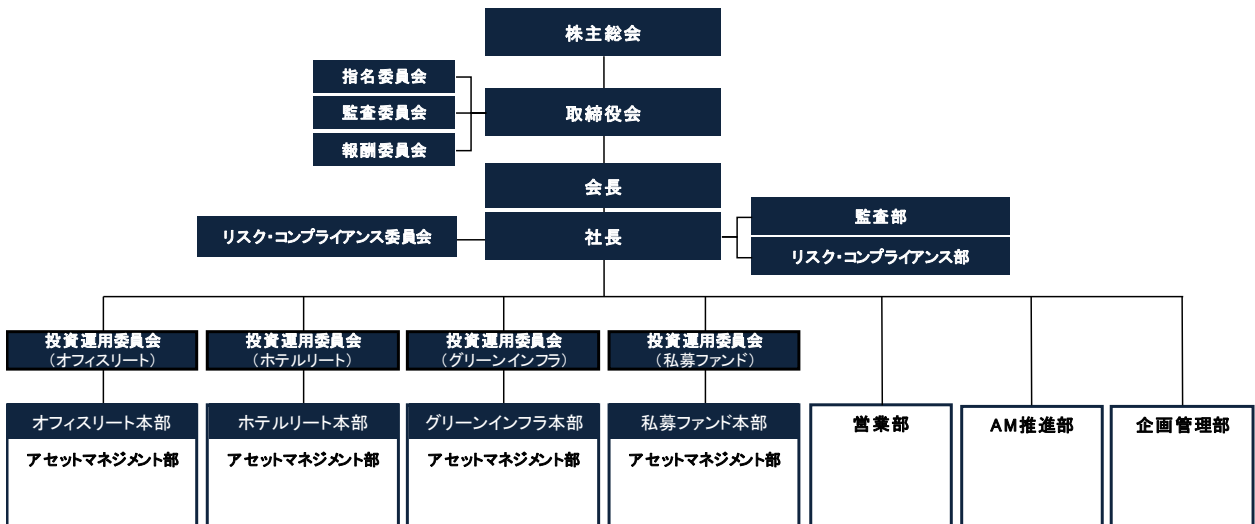 株主総会
指名委員会
監査委員会
報酬委員会
取締役会
会長
社長
リスク・コンプライアンス委員会
監査部
リスク・コンプライアンス部
投資運用委員会
（オフィスリート）
投資運用委員会
（ホテルリート）
投資運用委員会
（グリーンインフラ）
投資運用委員会
（私募ファンド）
オフィスリート本部
アセットマネジメント部
ホテルリート本部
アセットマネジメント部
グリーンインフラ本部
アセットマネジメント部
私募ファンド本部
アセットマネジメント部
営業部
AM推進部
企画管理部